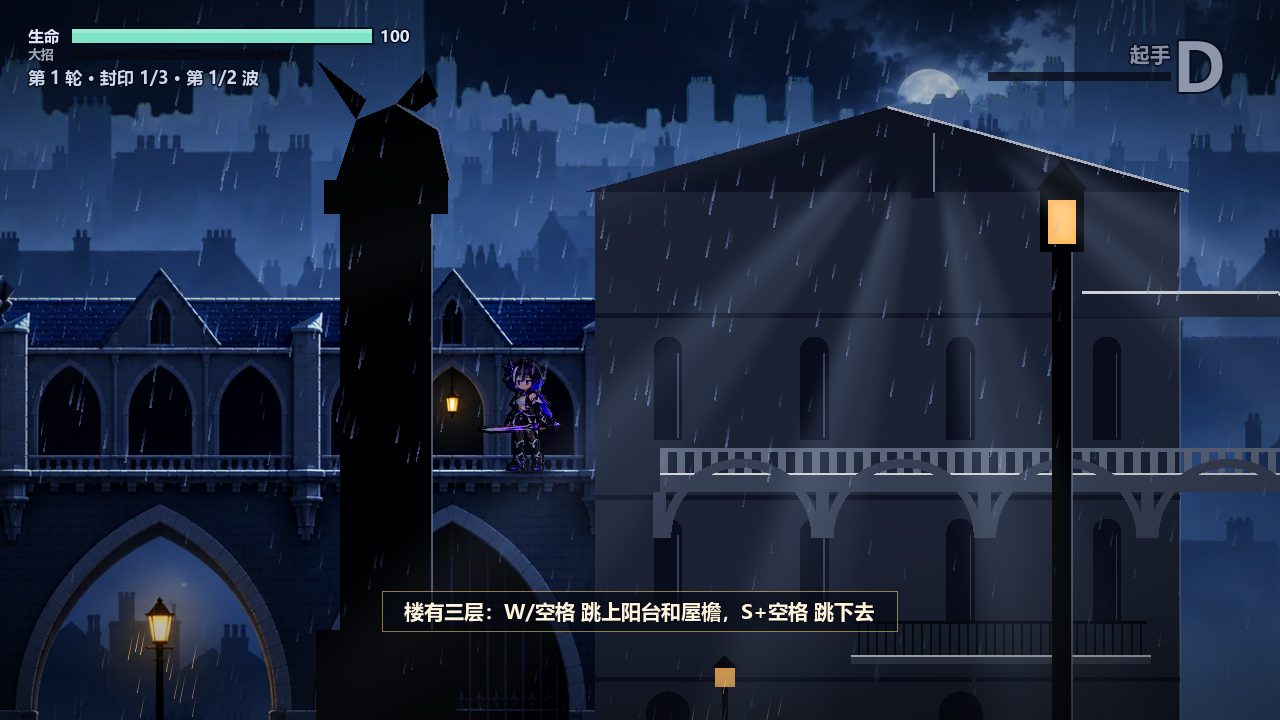 生命 100
大招
第 1 轮 · 封印 1/3 · 第 1/2 波
起手 D
楼有三层：W/空格 跳上阳台和屋檐，S+空格 跳下去